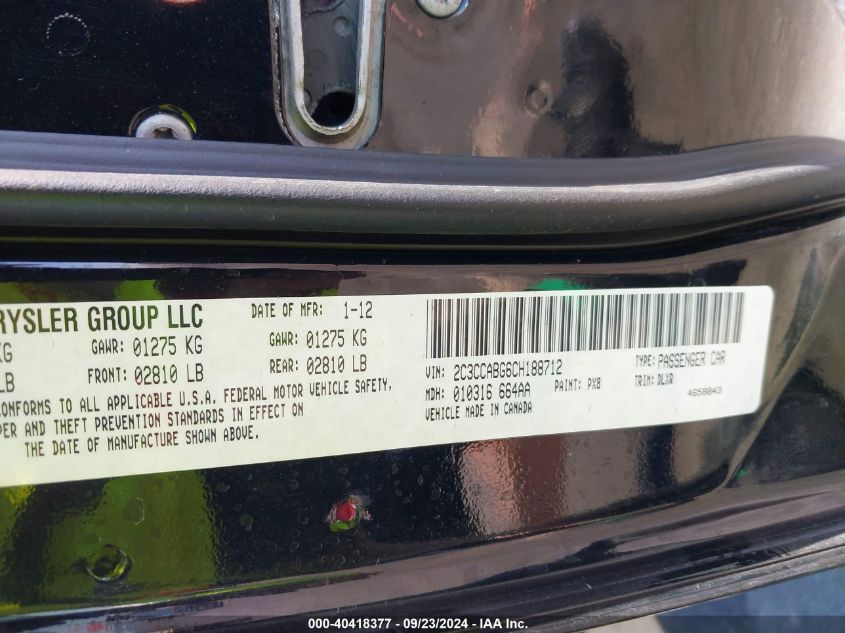 RYSLER GROUP LLC
DATE OF MFR: 1-12
KG GAWR: 01275 KG GAWR: 01275 KG
LB FRONT: 02810 LB REAR: 02810 LB
CONFORMS TO ALL APPLICABLE U.S.A. FEDERAL MOTOR VEHICLE SAFETY,
PER AND THEFT PREVENTION STANDARDS IN EFFECT ON
THE DATE OF MANUFACTURE SHOWN ABOVE.
VIN: 2C3CCABG6CH188712 TYPE: PASSENGER CAR
MDH: 010316 664AA PAINT: PX8 TRIM: DLXR
VEHICLE MADE IN CANADA 4658843
000-40418377 - 09/23/2024 - IAA Inc.